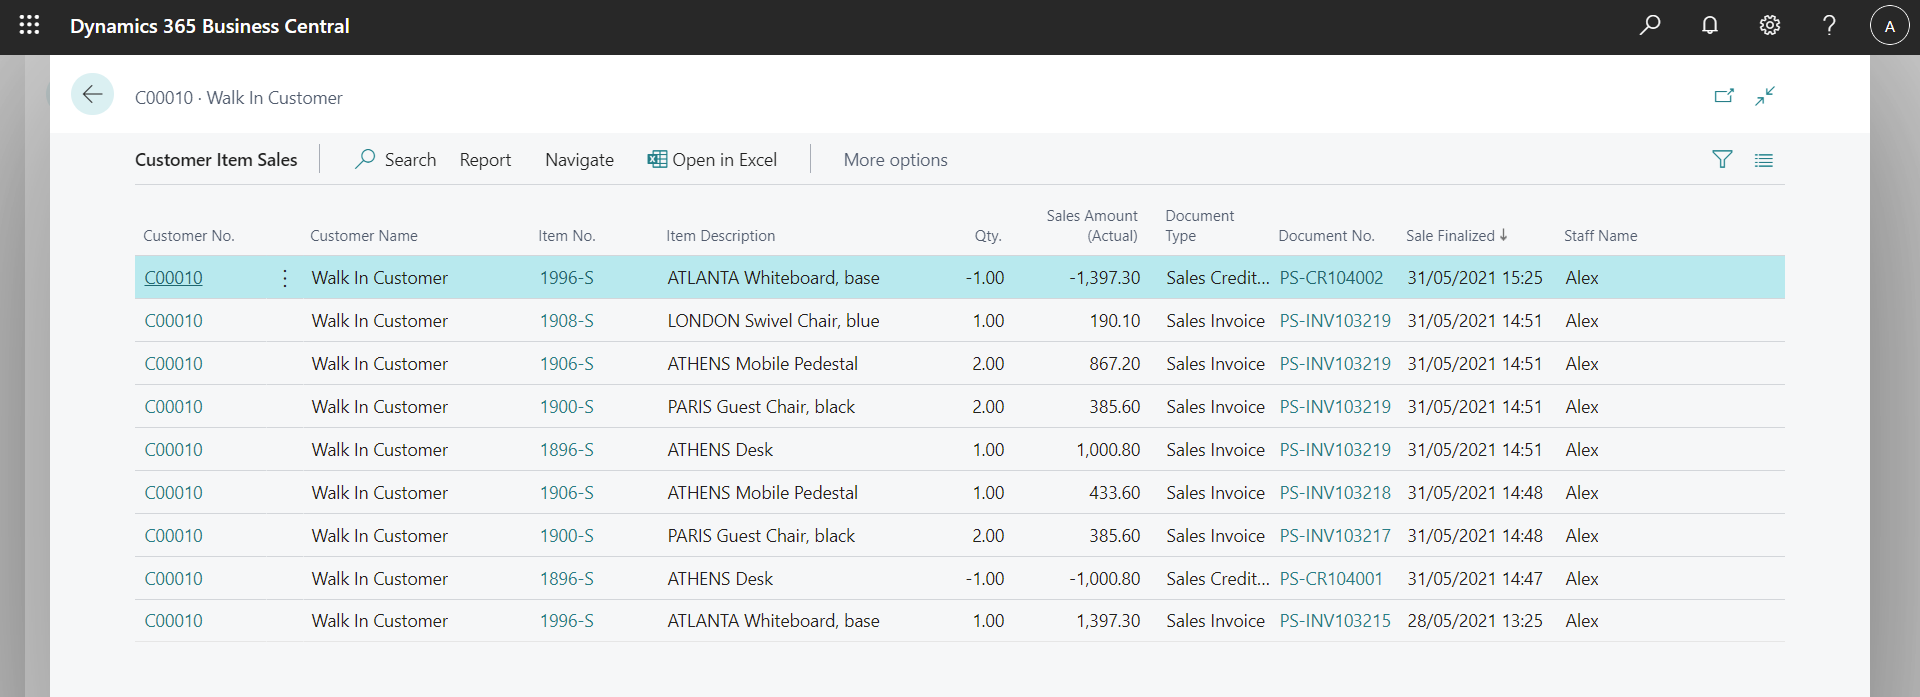 Dynamics 365 Business Central
A
C00010 · Walk In Customer
Customer Item Sales Search Report Navigate Open in Excel More options
Customer No. Customer Name Item No. Item Description Qty. Sales Amount (Actual) Document Type Document No. Sale Finalized ↓ Staff Name
C00010 Walk In Customer 1996-S ATLANTA Whiteboard, base -1.00 -1,397.30 Sales Credit... PS-CR104002 31/05/2021 15:25 Alex
C00010 Walk In Customer 1908-S LONDON Swivel Chair, blue 1.00 190.10 Sales Invoice PS-INV103219 31/05/2021 14:51 Alex
C00010 Walk In Customer 1906-S ATHENS Mobile Pedestal 2.00 867.20 Sales Invoice PS-INV103219 31/05/2021 14:51 Alex
C00010 Walk In Customer 1900-S PARIS Guest Chair, black 2.00 385.60 Sales Invoice PS-INV103219 31/05/2021 14:51 Alex
C00010 Walk In Customer 1896-S ATHENS Desk 1.00 1,000.80 Sales Invoice PS-INV103219 31/05/2021 14:51 Alex
C00010 Walk In Customer 1906-S ATHENS Mobile Pedestal 1.00 433.60 Sales Invoice PS-INV103218 31/05/2021 14:48 Alex
C00010 Walk In Customer 1900-S PARIS Guest Chair, black 2.00 385.60 Sales Invoice PS-INV103217 31/05/2021 14:48 Alex
C00010 Walk In Customer 1896-S ATHENS Desk -1.00 -1,000.80 Sales Credit... PS-CR104001 31/05/2021 14:47 Alex
C00010 Walk In Customer 1996-S ATLANTA Whiteboard, base 1.00 1,397.30 Sales Invoice PS-INV103215 28/05/2021 13:25 Alex